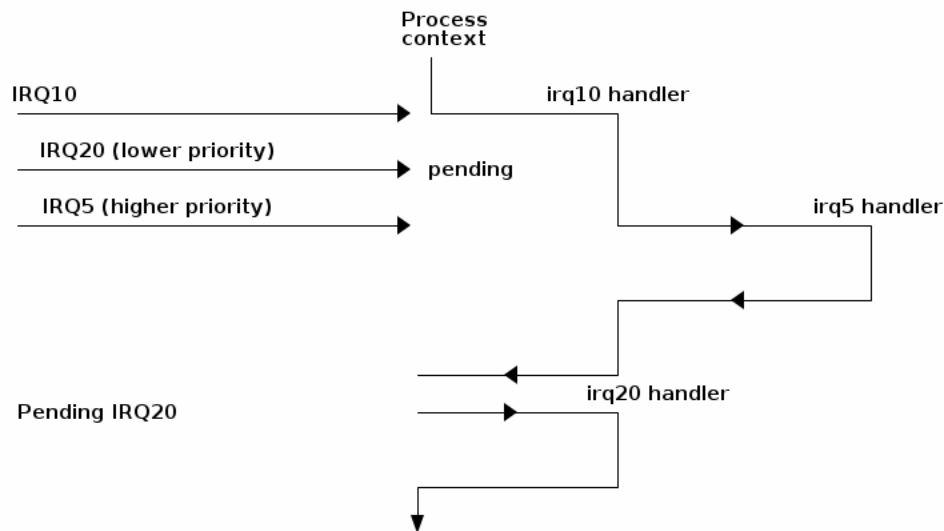 Process
context
IRQ10
irq10 handler
IRQ20 (lower priority)
pending
IRQ5 (higher priority)
irq5 handler
irq20 handler
Pending IRQ20